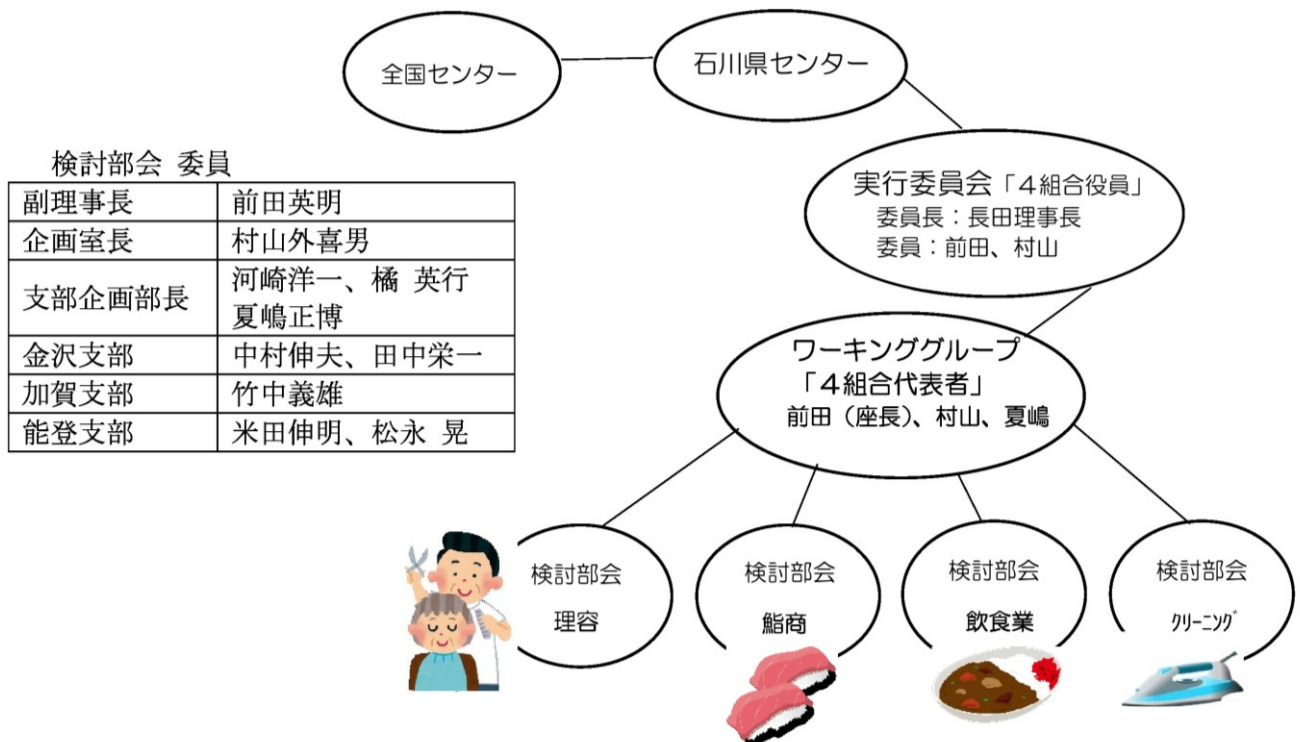 全国センター
石川県センター
実行委員会「4組合役員」
委員長：長田理事長
委員：前田、村山
検討部会 委員
副理事長 前田英明
企画室長 村山外喜男
支部企画部長 河崎洋一、橘 英行
夏嶋正博
金沢支部 中村伸夫、田中栄一
加賀支部 竹中義雄
能登支部 米田伸明、松永 晃
ワーキンググループ
「4組合代表者」
前田（座長）、村山、夏嶋
検討部会
理容
検討部会
鮨商
検討部会
飲食業
検討部会
ｸﾘｰﾆﾝｸﾞ